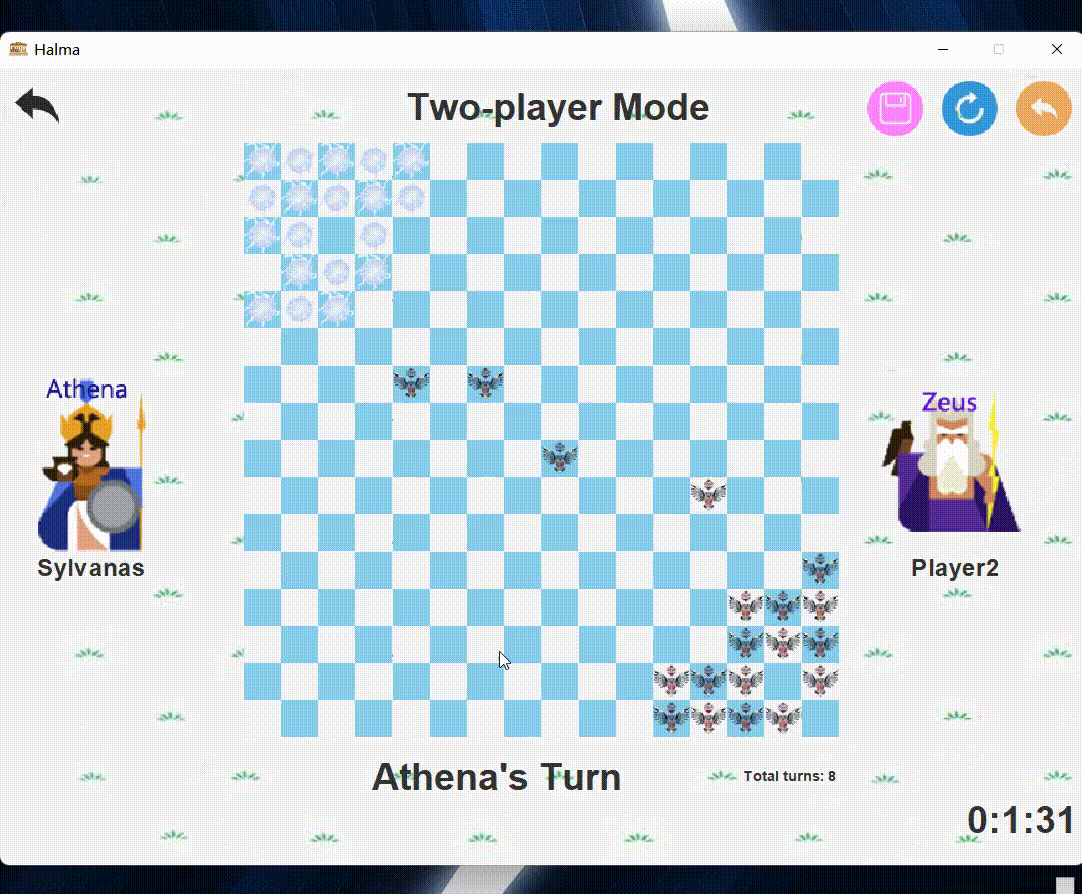 Halma
Two-player Mode
Athena
Zeus
Sylvanas
Player2
Athena's Turn
Total turns: 8
0:1:31